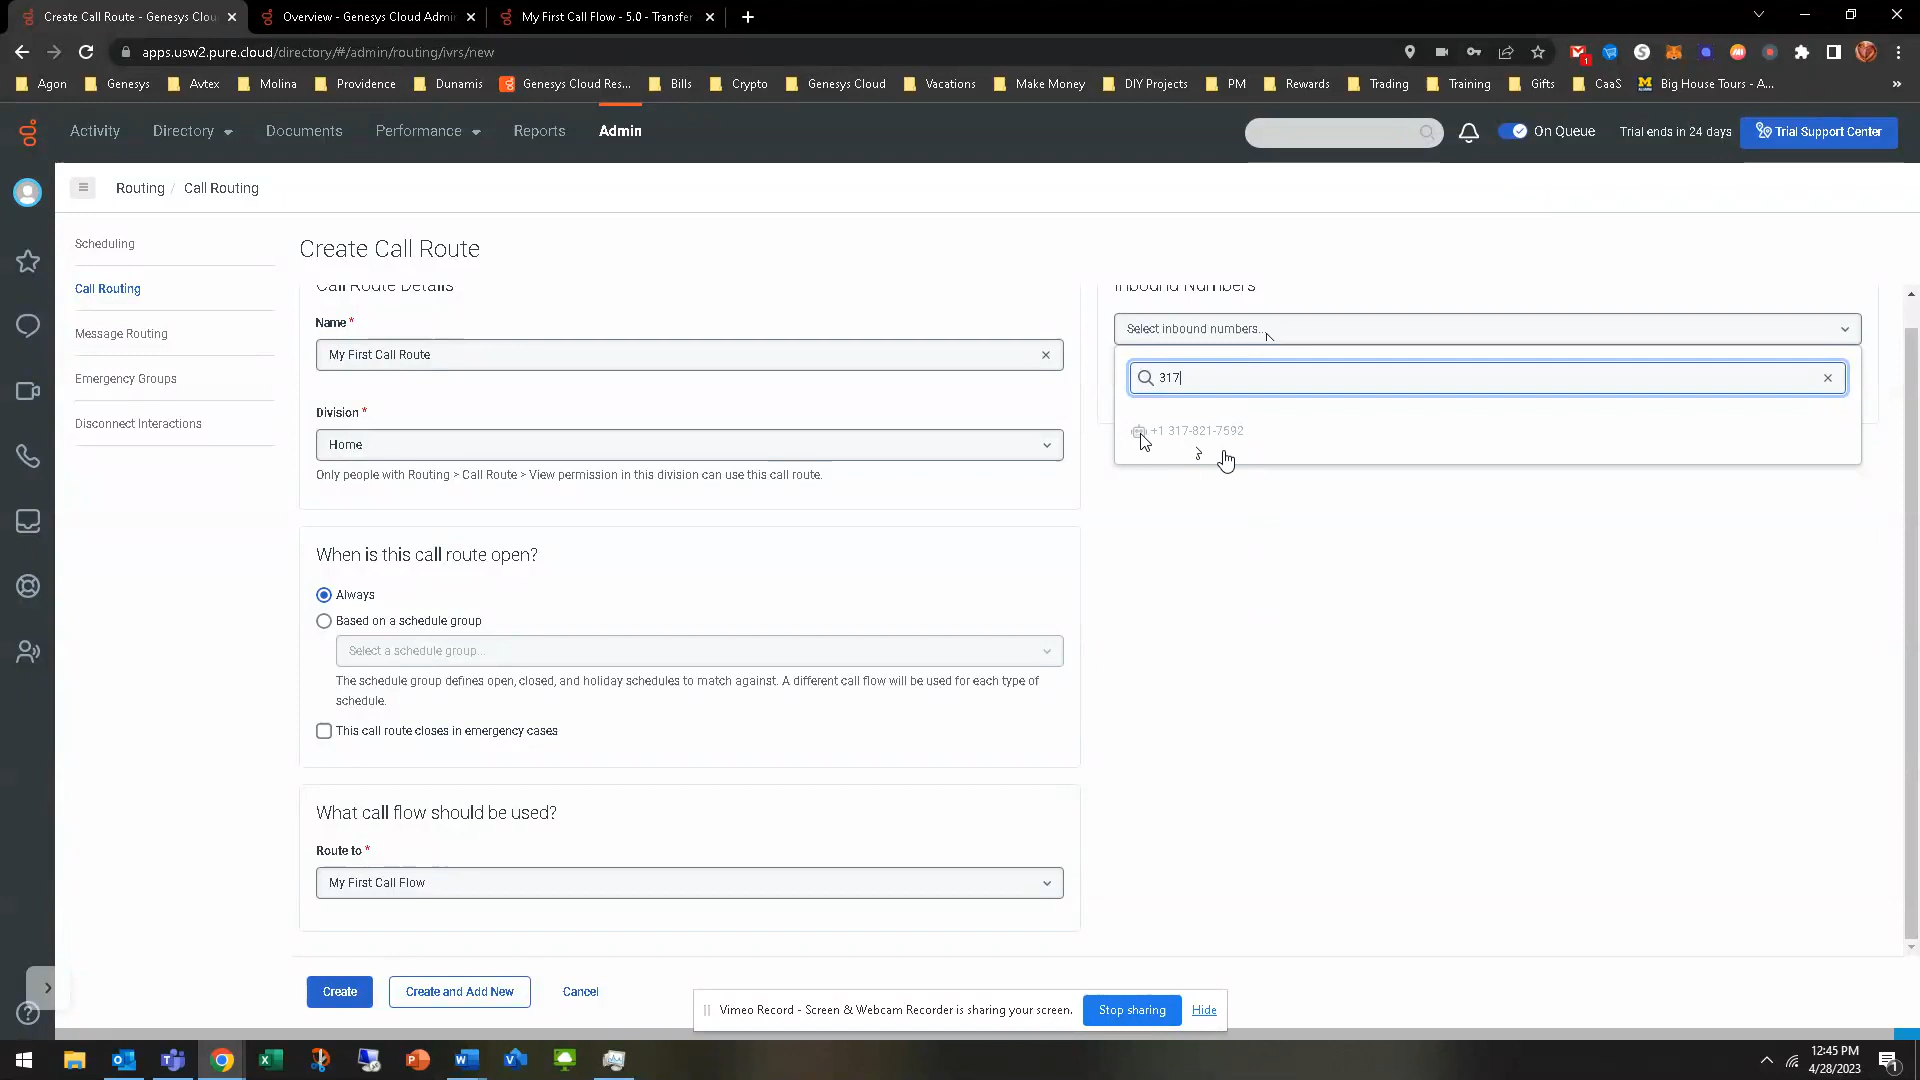 Create Call Route - Genesys Clou
Overview - Genesys Cloud Admi
My First Call Flow - 5.0 - Transfer
apps.usw2.pure.cloud/directory/#/admin/routing/ivrs/new
1
Agon
Genesys
Avtex
Molina
Providence
Dunamis
Genesys Cloud Res...
Bills
Crypto
Genesys Cloud
Vacations
Make Money
DIY Projects
PM
Rewards
Trading
Training
Gifts
CaaS
Big House Tours - A...
Activity
Directory
Documents
Performance
Reports
Admin
On Queue
Trial ends in 24 days
Trial Support Center
Routing / Call Routing
Scheduling
Call Routing
Message Routing
Emergency Groups
Disconnect Interactions
Create Call Route
Call Route Details
Name *
My First Call Route
Division *
Home
Only people with Routing > Call Route > View permission in this division can use this call route.
When is this call route open?
Always
Based on a schedule group
Select a schedule group...
The schedule group defines open, closed, and holiday schedules to match against. A different call flow will be used for each type of
schedule.
This call route closes in emergency cases
What call flow should be used?
Route to *
My First Call Flow
Inbound Numbers
Select inbound numbers...
317
+1 317-821-7592
Create
Create and Add New
Cancel
Vimeo Record - Screen & Webcam Recorder is sharing your screen.
Stop sharing
Hide
12:45 PM
4/28/2023
1